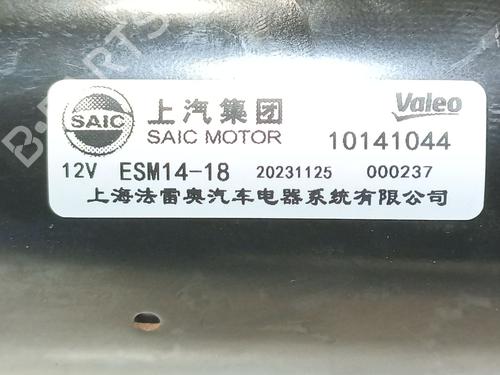 SAIC 上汽集团 Valeo
SAIC MOTOR 10141044
12V ESM14-18 20231125 000237
上海法雷奥汽车电器系统有限公司
B-PARTS